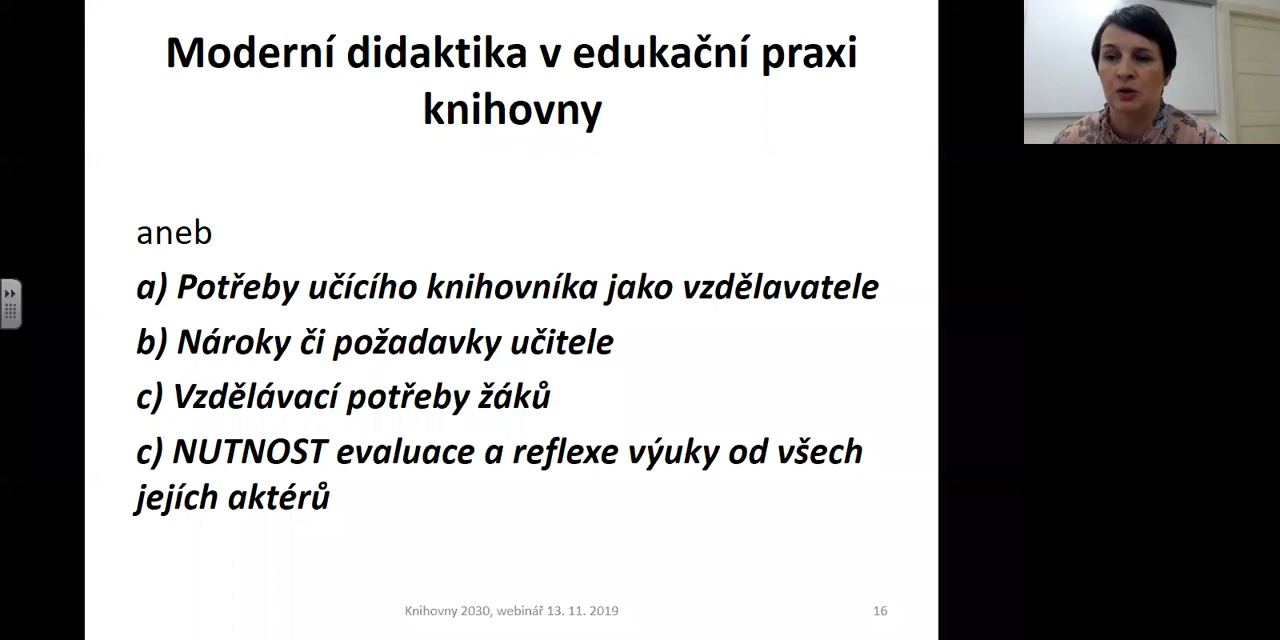 Moderní didaktika v edukační praxi
knihovny
aneb
a) Potřeby učícího knihovníka jako vzdělavatele
b) Nároky či požadavky učitele
c) Vzdělávací potřeby žáků
c) NUTNOST evaluace a reflexe výuky od všech
jejích aktérů
Knihovny 2030, webinář 13. 11. 2019
16